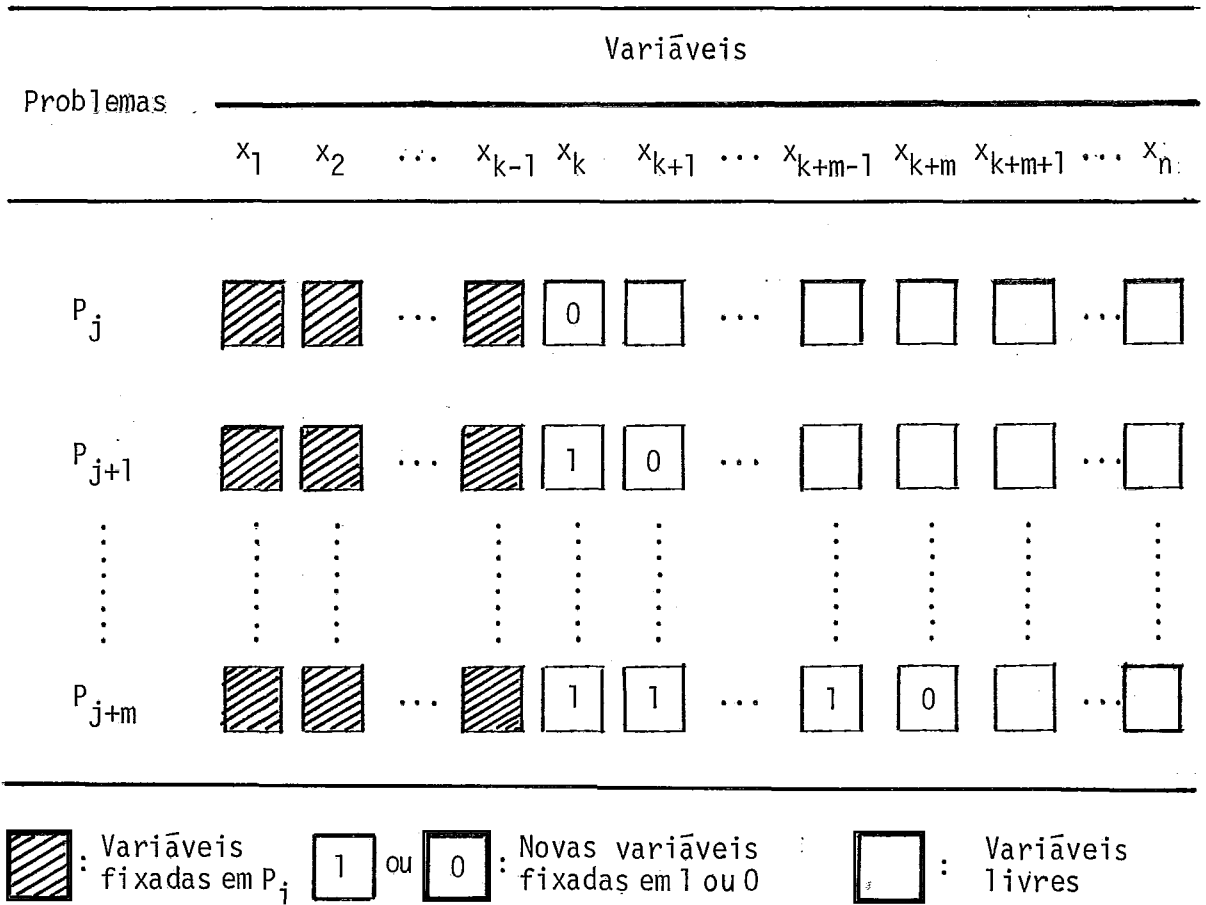 Variáveis
Problemas
x1 x2 ... xk-1 xk xk+1 ... xk+m-1 xk+m xk+m+1 ... xn
Pj ... 0 ... ...
Pj+1 ... 1 0 ... ...
Pj+m ... 1 1 ... 1 0 ...
: Variáveis fixadas em Pj 1 ou 0 : Novas variáveis fixadas em 1 ou 0 : Variáveis livres